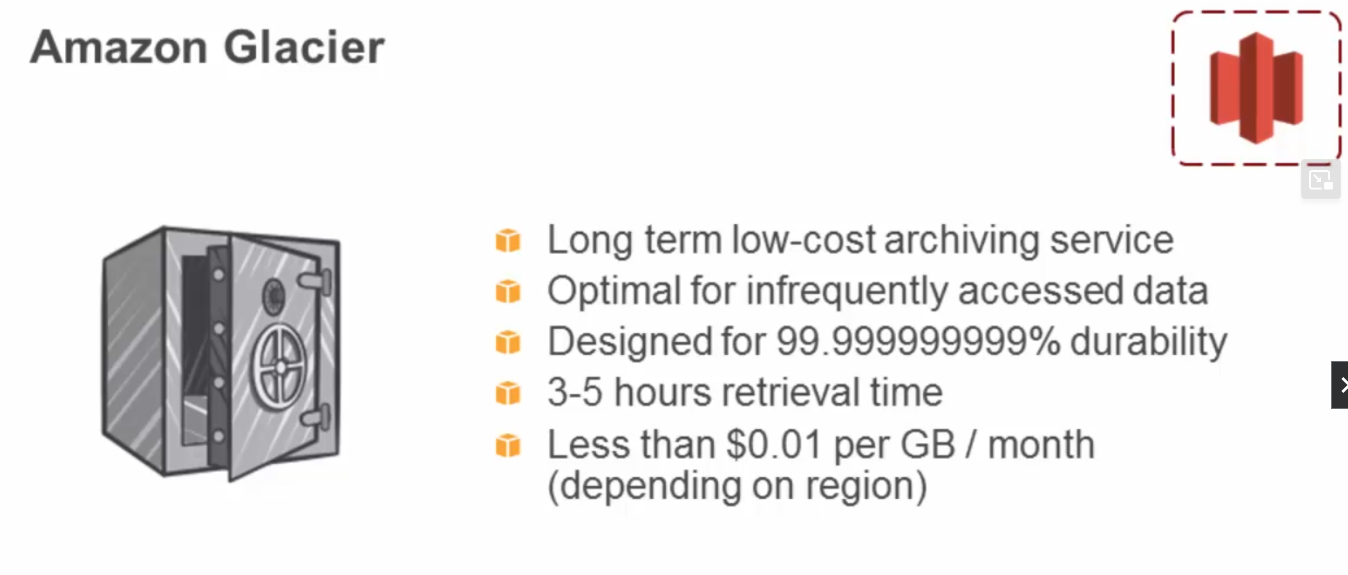 Amazon Glacier
Long term low-cost archiving service
Optimal for infrequently accessed data
Designed for 99.999999999% durability
3-5 hours retrieval time
Less than $0.01 per GB / month
(depending on region)